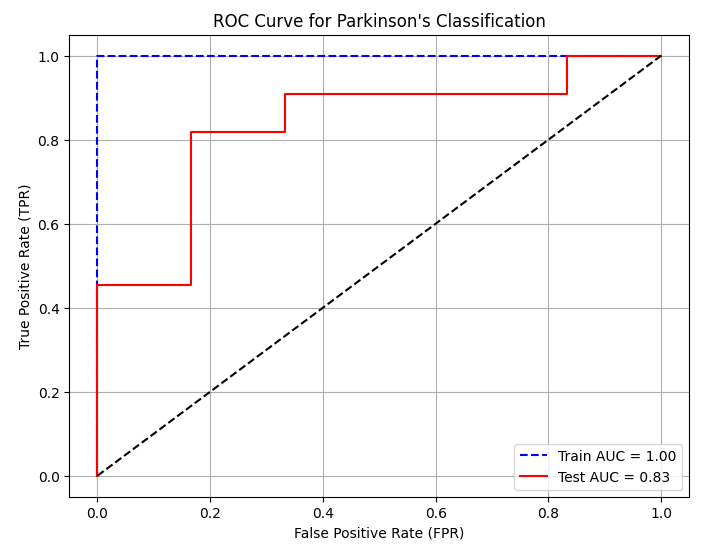 ROC Curve for Parkinson's Classification
True Positive Rate (TPR)
1.0
0.8
0.6
0.4
0.2
0.0
Train AUC = 1.00
Test AUC = 0.83
0.0 0.2 0.4 0.6 0.8 1.0
False Positive Rate (FPR)